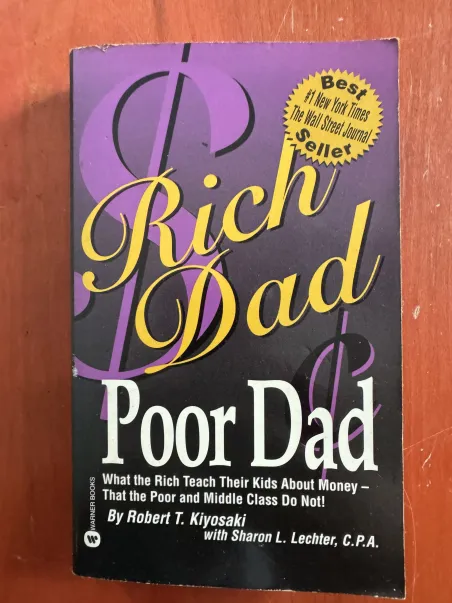 Best
#1 New York Times
The Wall Street Journal
Seller
Rich
Dad
Poor Dad
What the Rich Teach Their Kids About Money –
That the Poor and Middle Class Do Not!
By Robert T. Kiyosaki
with Sharon L. Lechter, C.P.A.
WARNER BOOKS